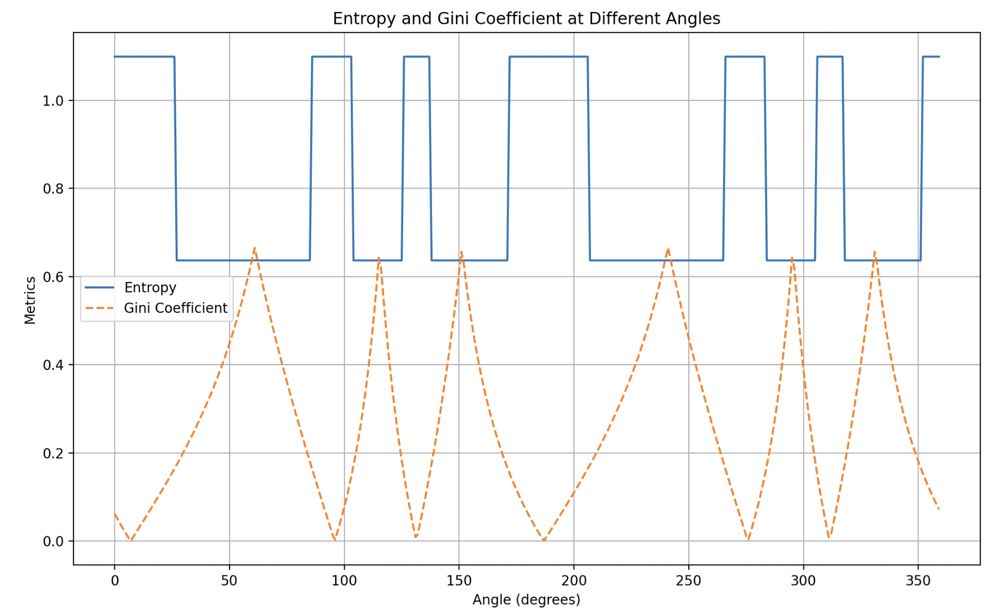 Entropy and Gini Coefficient at Different Angles
1.0
0.8
0.6
0.4
0.2
0.0
Metrics
Entropy
Gini Coefficient
0 50 100 150 200 250 300 350
Angle (degrees)